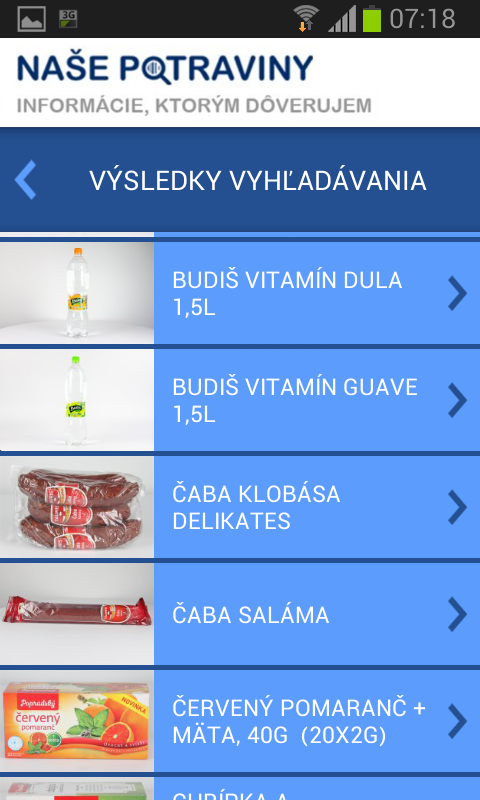 3G
07:18
NAŠE POTRAVINY
INFORMÁCIE, KTORÝM DÔVERUJEM
VÝSLEDKY VYHĽADÁVANIA
BUDIŠ VITAMÍN DULA
1,5L
BUDIŠ VITAMÍN GUAVE
1,5L
ČABA KLOBÁSA
DELIKATES
ČABA SALÁMA
Popradský
červený
pomaranč
NOVINKA
ČERVENÝ POMARANČ +
MÄTA, 40G (20X2G)